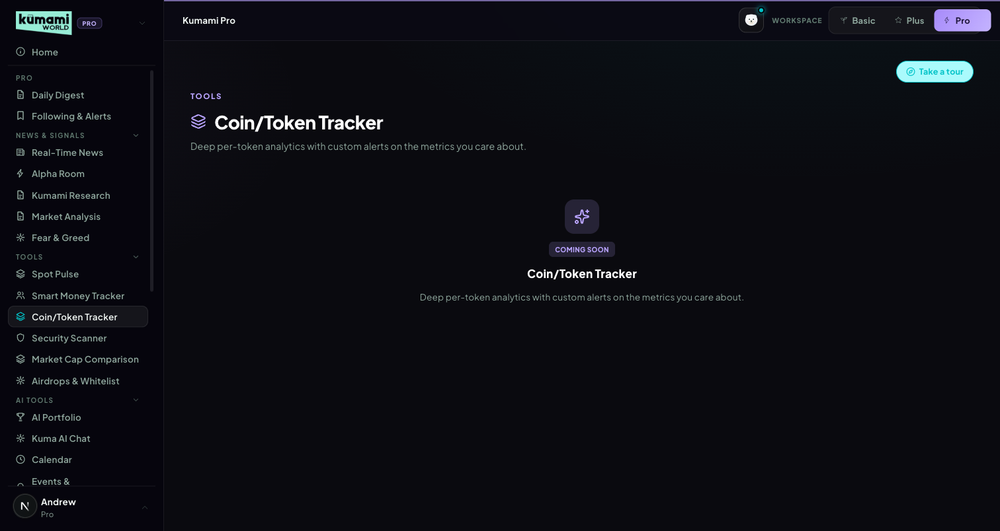 kumami
WORLD
PRO
Home
PRO
Daily Digest
Following & Alerts
NEWS & SIGNALS
Real-Time News
Alpha Room
Kumami Research
Market Analysis
Fear & Greed
TOOLS
Spot Pulse
Smart Money Tracker
Coin/Token Tracker
Security Scanner
Market Cap Comparison
Airdrops & Whitelist
AI TOOLS
AI Portfolio
Kuma AI Chat
Calendar
Events &
N
Andrew
Pro
Kumami Pro
WORKSPACE
Basic
Plus
Pro
Take a tour
TOOLS
Coin/Token Tracker
Deep per-token analytics with custom alerts on the metrics you care about.
COMING SOON
Coin/Token Tracker
Deep per-token analytics with custom alerts on the metrics you care about.